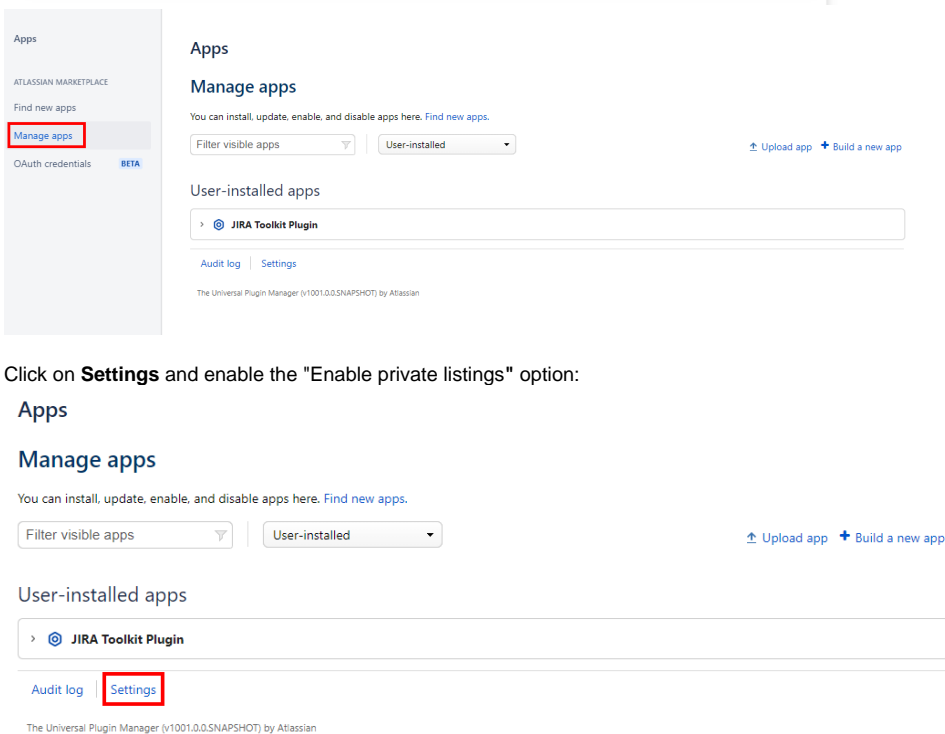 Apps
ATLASSIAN MARKETPLACE
Find new apps
Manage apps
OAuth credentials BETA
Apps
Manage apps
You can install, update, enable, and disable apps here. Find new apps.
Filter visible apps User-installed Upload app + Build a new app
User-installed apps
> JIRA Toolkit Plugin
Audit log Settings
The Universal Plugin Manager (v1001.0.0.SNAPSHOT) by Atlassian
Click on Settings and enable the "Enable private listings" option:
Apps
Manage apps
You can install, update, enable, and disable apps here. Find new apps.
Filter visible apps User-installed Upload app + Build a new app
User-installed apps
> JIRA Toolkit Plugin
Audit log Settings
The Universal Plugin Manager (v1001.0.0.SNAPSHOT) by Atlassian